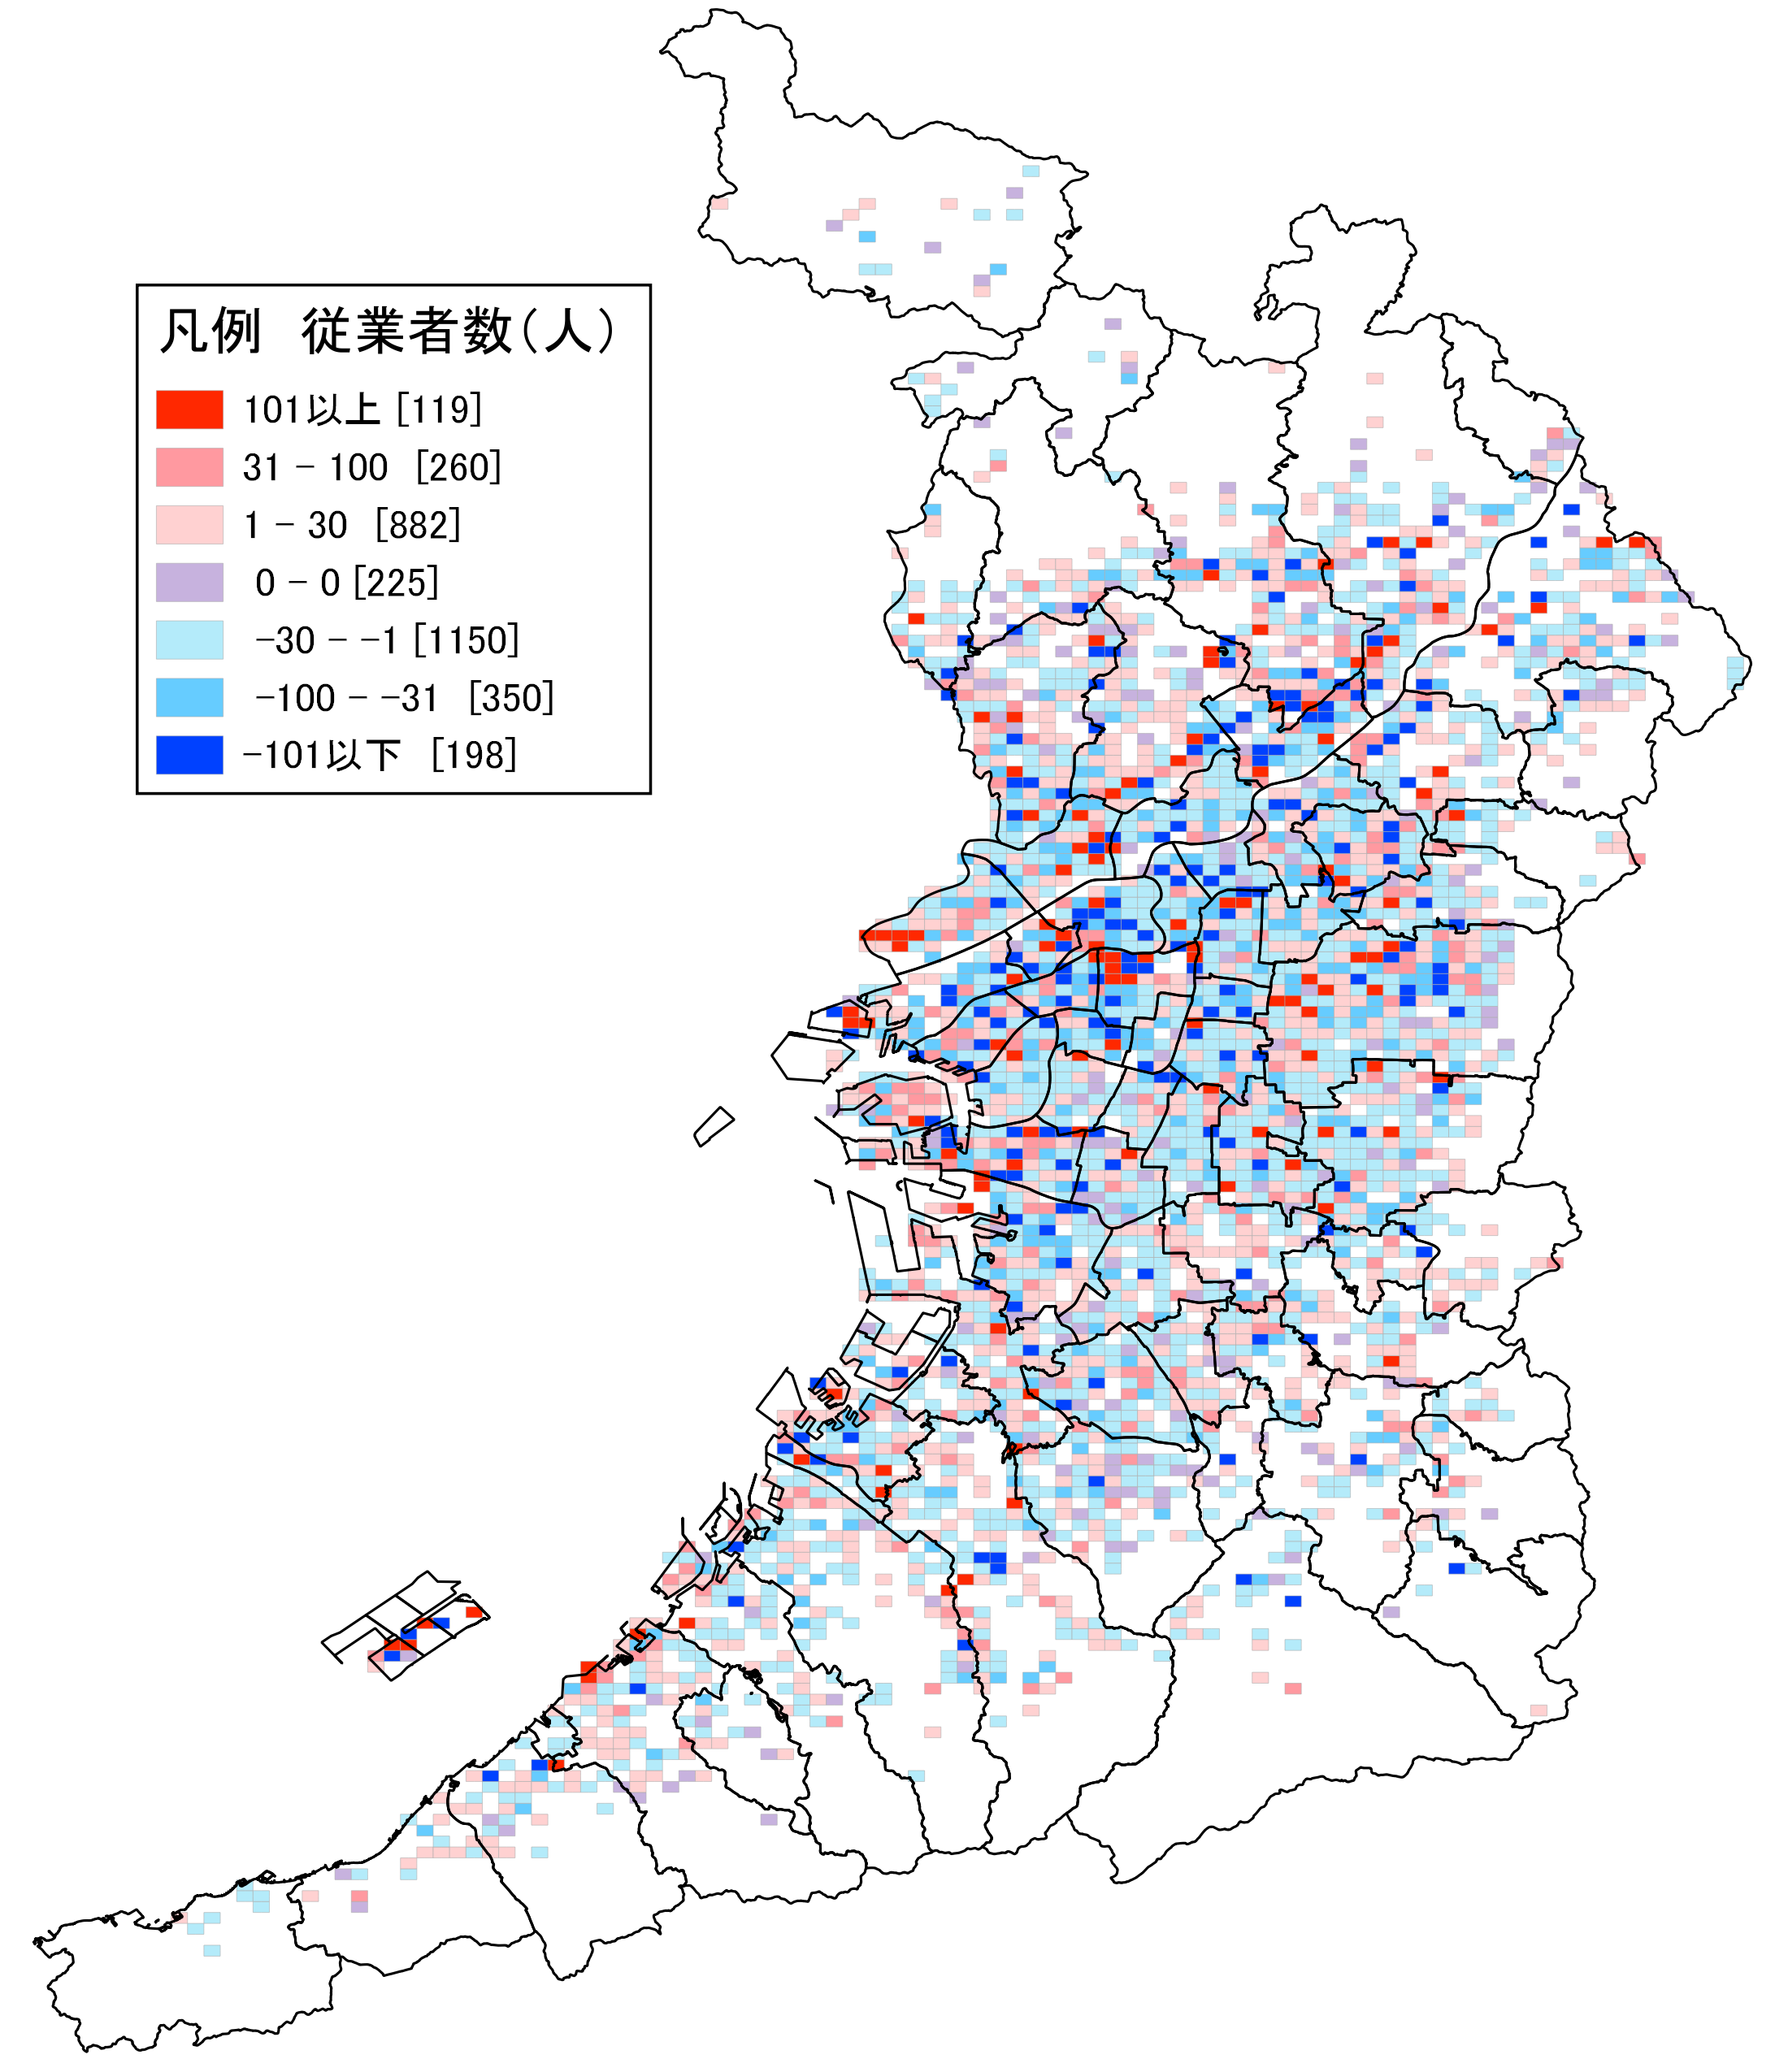 凡例 従業者数(人)
101以上 [119]
31 - 100 [260]
1 - 30 [882]
0 - 0 [225]
-30 - -1 [1150]
-100 - -31 [350]
-101以下 [198]